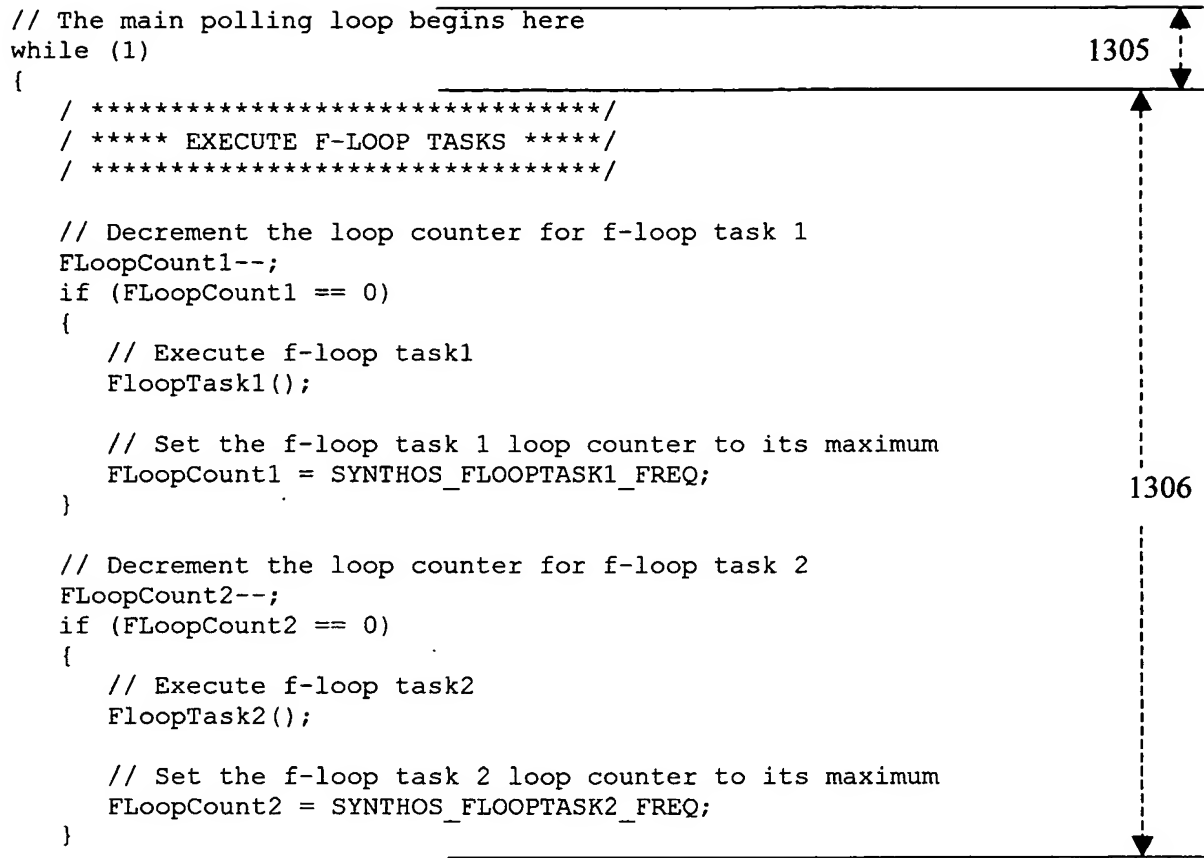 // The main polling loop begins here
while (1)
1305
{
/ ********************************/
/ ***** EXECUTE F-LOOP TASKS *****/
/ ********************************/
// Decrement the loop counter for f-loop task 1
FLoopCount1--;
if (FLoopCount1 == 0)
{
// Execute f-loop task1
FloopTask1();
// Set the f-loop task 1 loop counter to its maximum
FLoopCount1 = SYNTHOS_FLOOPTASK1_FREQ;
1306
}
// Decrement the loop counter for f-loop task 2
FLoopCount2--;
if (FLoopCount2 == 0)
{
// Execute f-loop task2
FloopTask2();
// Set the f-loop task 2 loop counter to its maximum
FLoopCount2 = SYNTHOS_FLOOPTASK2_FREQ;
}